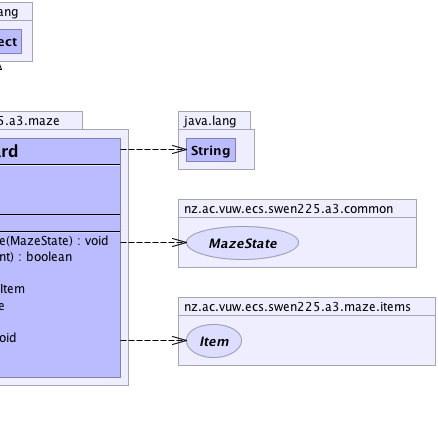 ang
ect
5.a3.maze
java.lang
rd
String
nz.ac.vuw.ecs.swen225.a3.common
e(MazeState) : void
MazeState
nt) : boolean
Item
e
nz.ac.vuw.ecs.swen225.a3.maze.items
oid
Item